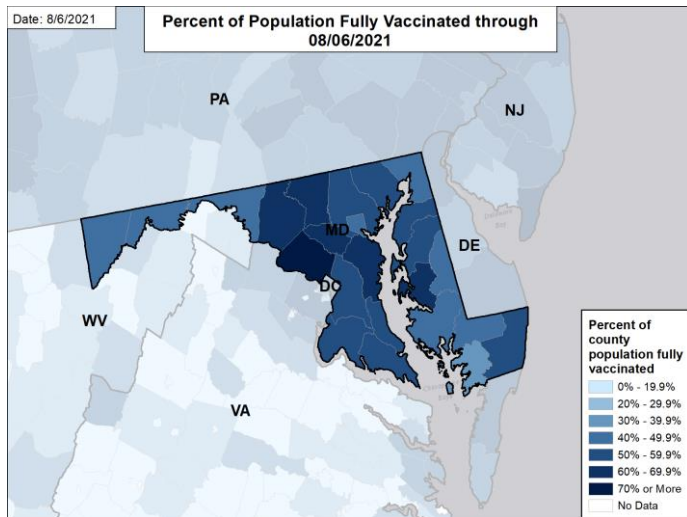 Date: 8/6/2021
Percent of Population Fully Vaccinated through
08/06/2021
PA
NJ
MD
DE
DC
WV
VA
Percent of
county
population fully
vaccinated
0% - 19.9%
20% - 29.9%
30% - 39.9%
40% - 49.9%
50% - 59.9%
60% - 69.9%
70% or More
No Data